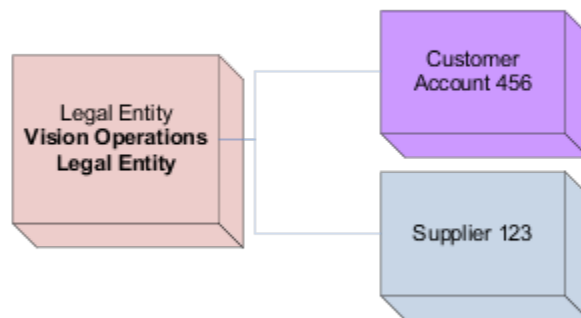 Legal Entity
Vision Operations
Legal Entity
Customer
Account 456
Supplier 123